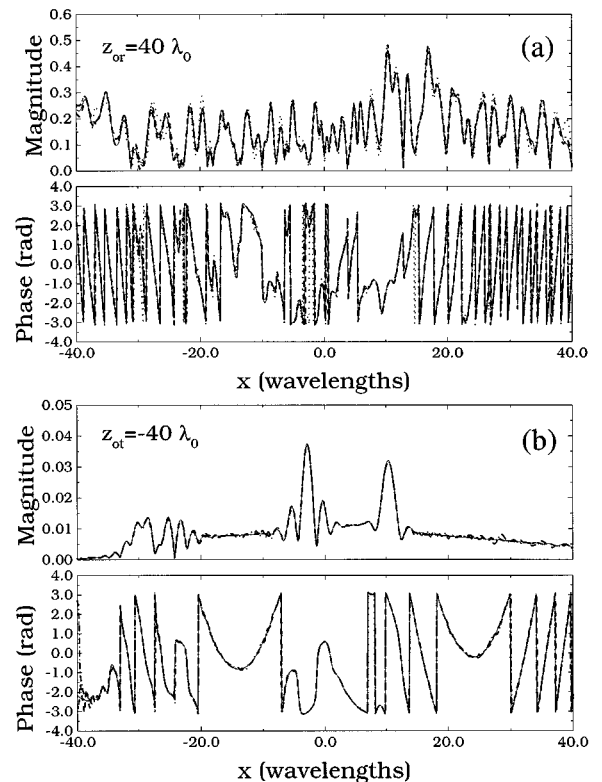 z_or=40 λ_0
(a)
Magnitude
0.6
0.5
0.4
0.3
0.2
0.1
0.0
Phase (rad)
4.0
3.0
2.0
1.0
0.0
-1.0
-2.0
-3.0
-4.0
-40.0 -20.0 0.0 20.0 40.0
x (wavelengths)
z_ot=-40 λ_0
(b)
Magnitude
0.05
0.04
0.03
0.02
0.01
0.00
Phase (rad)
4.0
3.0
2.0
1.0
0.0
-1.0
-2.0
-3.0
-4.0
-40.0 -20.0 0.0 20.0 40.0
x (wavelengths)